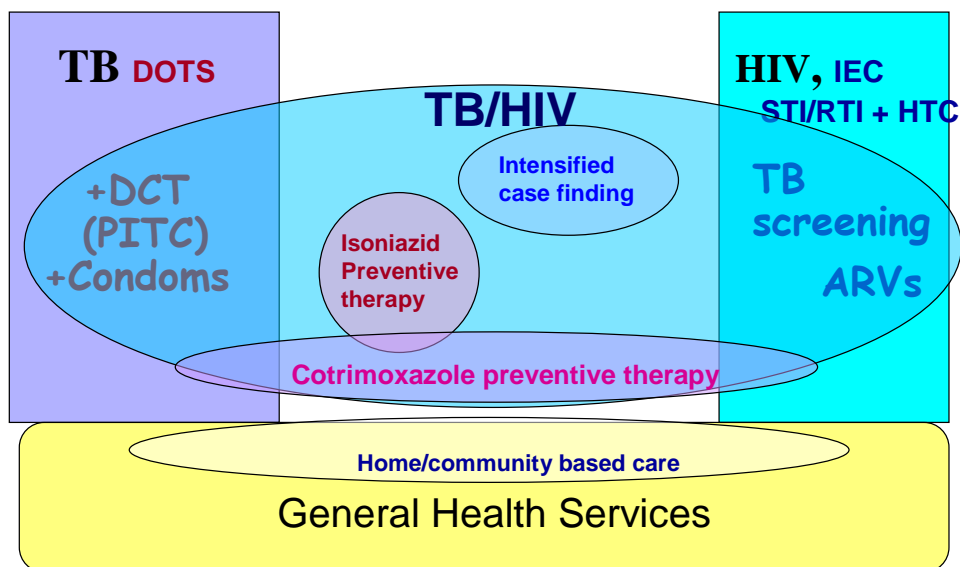 TB DOTS
HIV, IEC
STI/RTI + HTC
TB/HIV
+DCT
(PITC)
+Condoms
Intensified
case finding
Isoniazid
Preventive
therapy
TB
screening
ARVs
Cotrimoxazole preventive therapy
Home/community based care
General Health Services